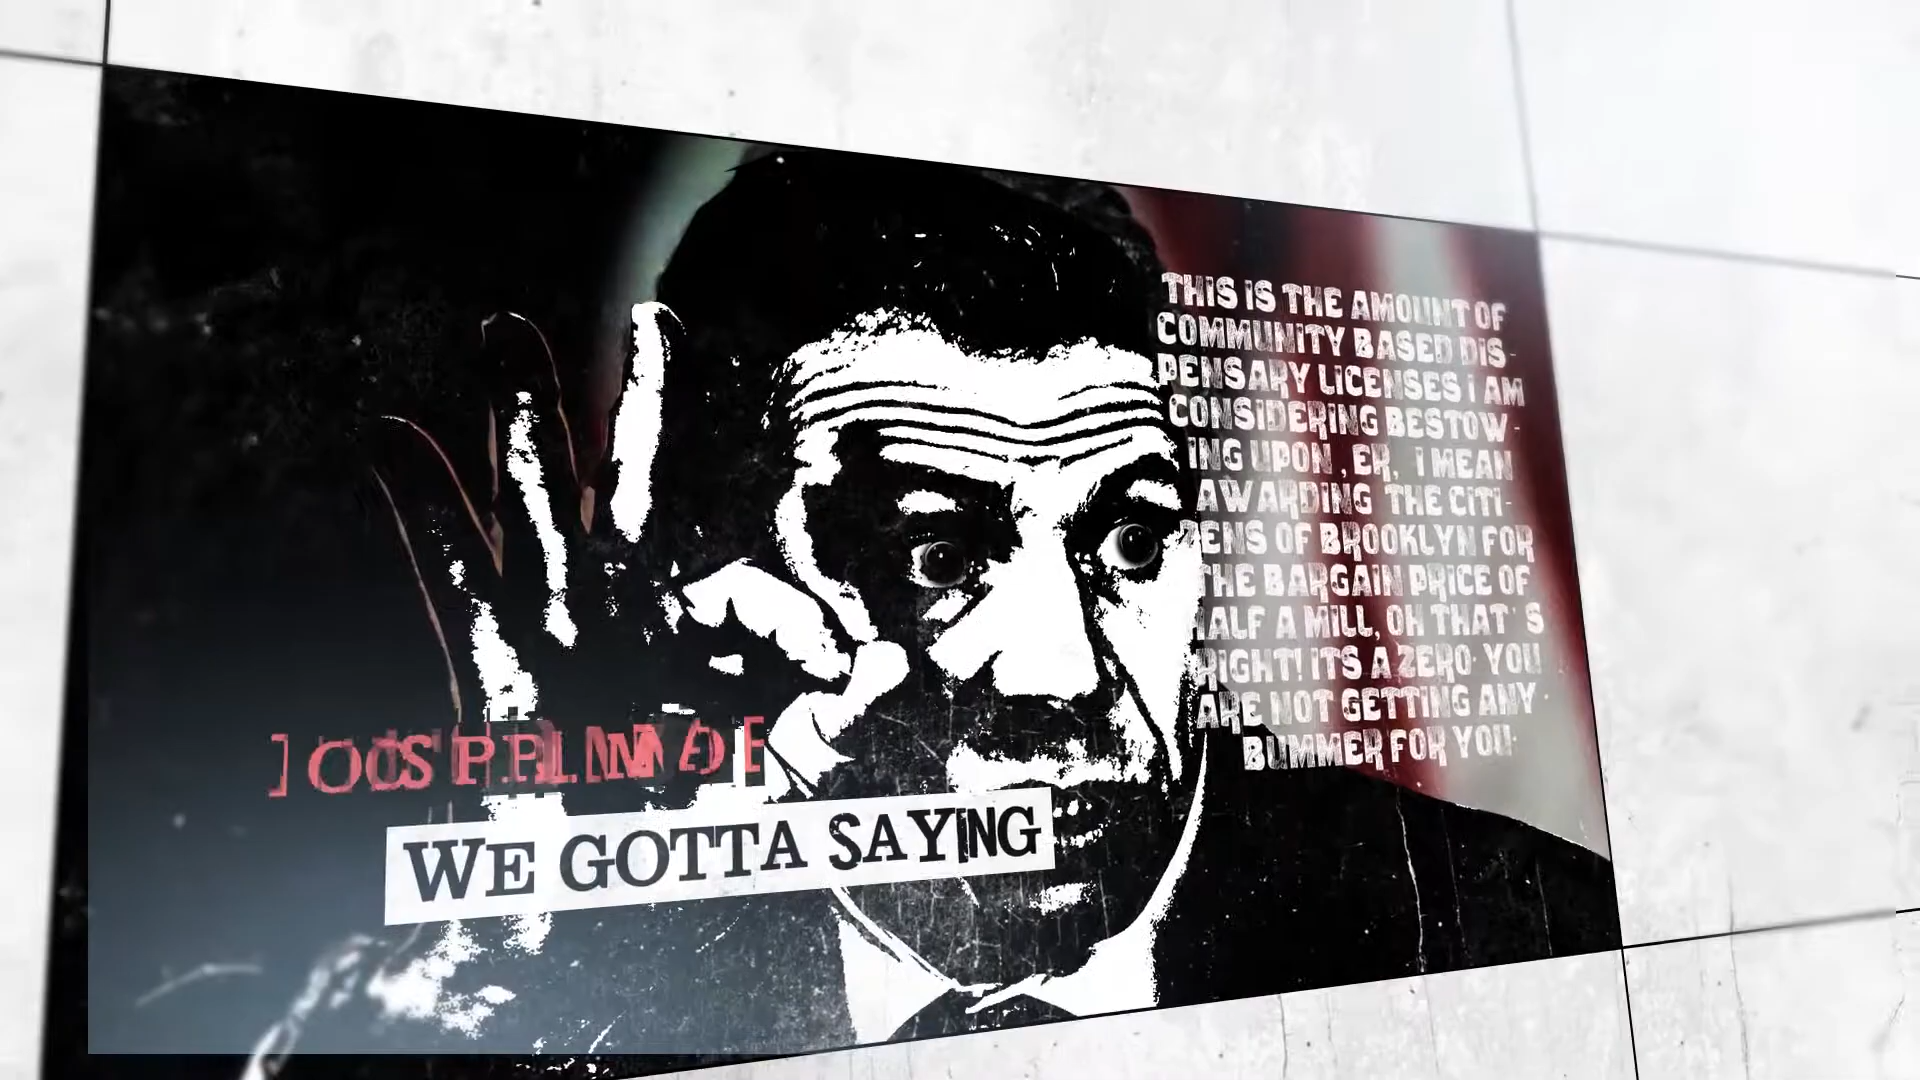 THIS IS THE AMOUNT OF
COMMUNITY BASED DIS-
PENSARY LICENSES I AM
CONSIDERING BESTOW-
ING UPON, ER, I MEAN
AWARDING THE CITI-
ZENS OF BROOKLYN FOR
THE BARGAIN PRICE OF
HALF A MILL, OH THAT'S
RIGHT! ITS A ZERO. YOU
ARE NOT GETTING ANY.
BUMMER FOR YOU.
WE GOTTA SAYING